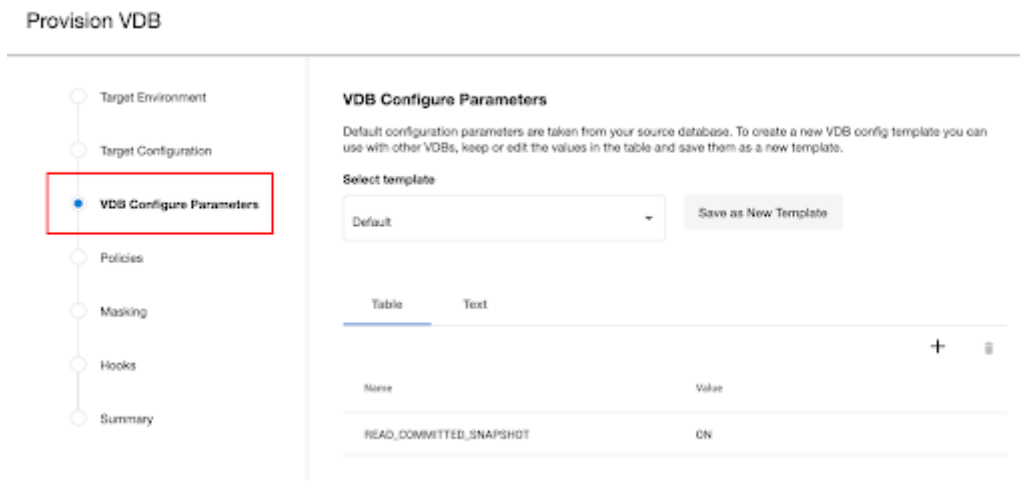 Provision VDB
Target Environment
Target Configuration
VDB Configure Parameters
Policies
Masking
Hooks
Summary
VDB Configure Parameters
Default configuration parameters are taken from your source database. To create a new VDB config template you can
use with other VDBs, keep or edit the values in the table and save them as a new template.
Select template
Default
Save as New Template
Table Text
Name Value
READ_COMMITTED_SNAPSHOT ON